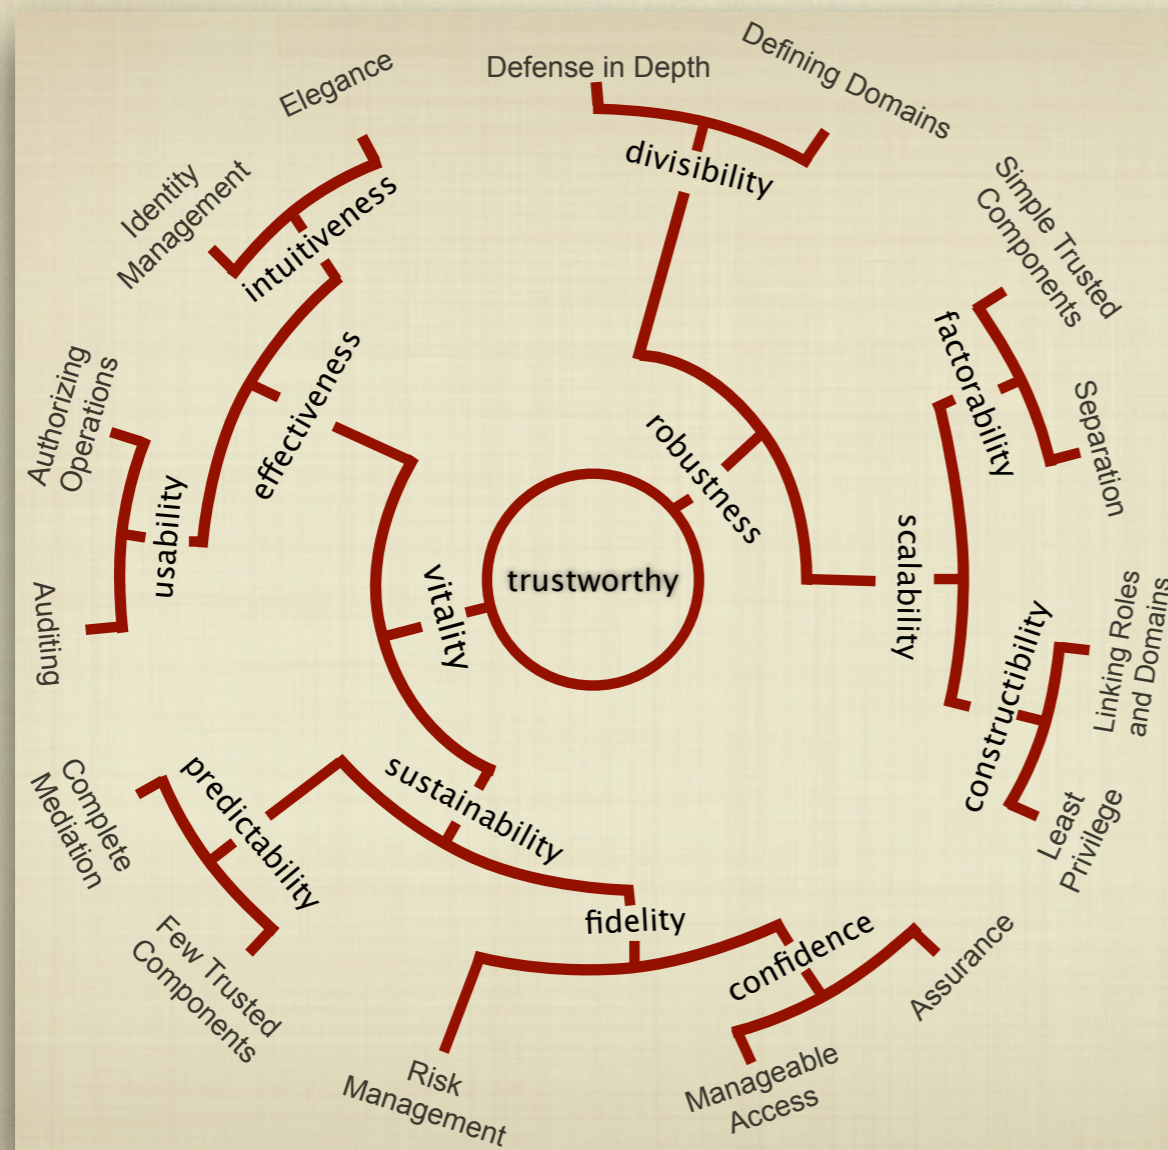 Defense in Depth
Defining Domains
divisibility
Elegance
Identity
Management
intuitiveness
Simple Trusted
Components
factorability
Separation
Authorizing
Operations
effectiveness
usability
Auditing
robustness
trustworthy
vitality
scalability
Linking Roles
and Domains
constructibility
Least
Privilege
sustainability
predictability
Complete
Mediation
Few Trusted
Components
fidelity
confidence
Assurance
Risk
Management
Manageable
Access